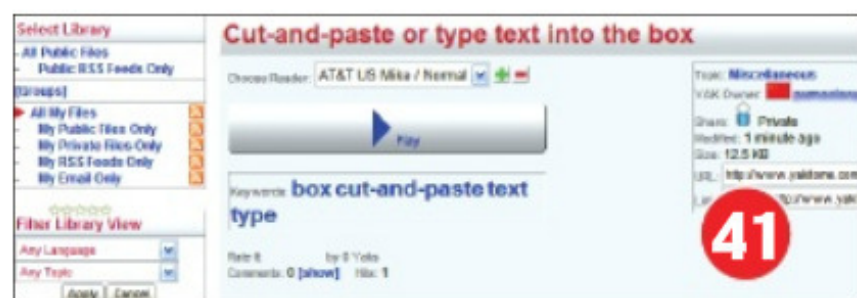 Select Library
- All Public Files
- Public RSS Feeds Only
[Groups]
All My Files
- My Public Files Only
- My Private Files Only
- My RSS Feeds Only
- My Email Only
Filter Library View
Any Language
Any Topic
Apply Cancel
Cut-and-paste or type text into the box
Choose Reader: AT&T US Mike / Normal
Play
Keywords: box cut-and-paste text
type
Rate It by 0 Yaks
Comments: 0 [show] Hits: 1
Topic: Miscellaneous
YAK Owner:
Share: Private
Modified: 1 minute ago
Size: 12.5 KB
URL: http://www.yakitome.com
41